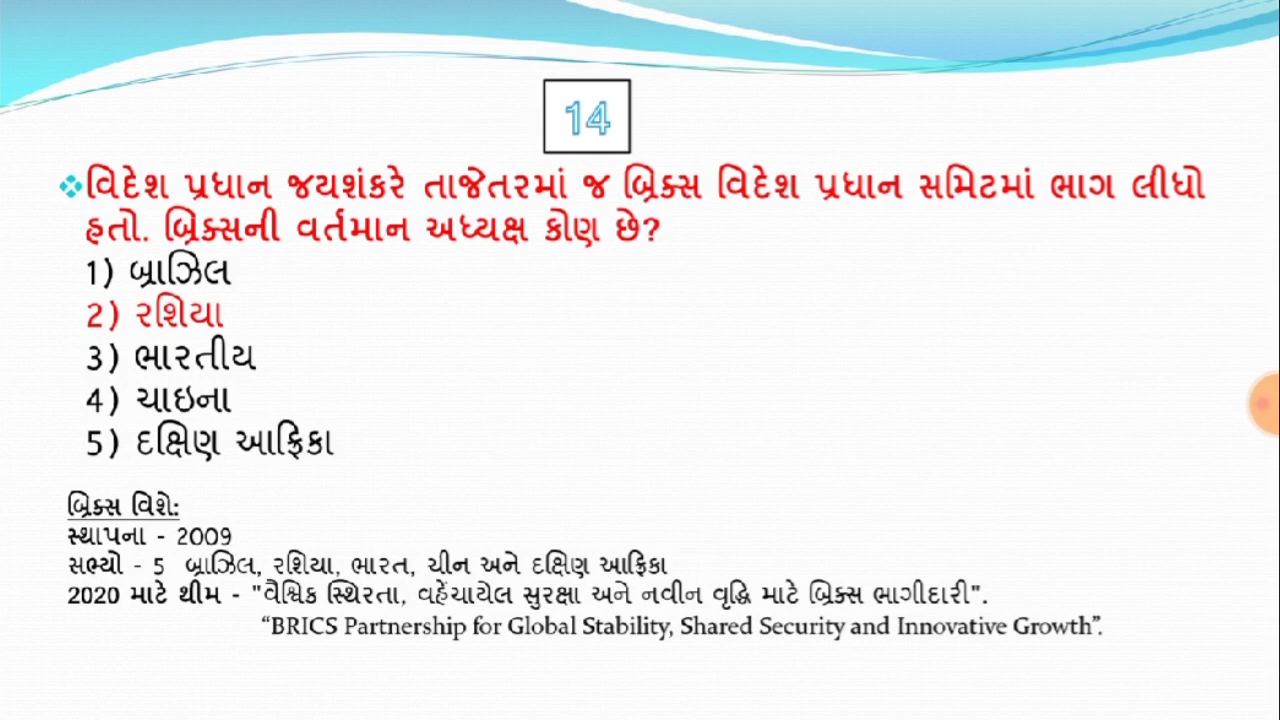 14
❖વિદેશ પ્રધાન જયશંકરે તાજેતરમાં જ બ્રિક્સ વિદેશ પ્રધાન સમિટમાં ભાગ લીધો
હતો. બ્રિક્સની વર્તમાન અધ્યક્ષ કોણ છે?
1) બ્રાઝિલ
2) રશિયા
3) ભારતીય
4) ચાઇના
5) દક્ષિણ આફ્રિકા
બ્રિક્સ વિશે:
સ્થાપના - 2009
સભ્યો - 5 બ્રાઝિલ, રશિયા, ભારત, ચીન અને દક્ષિણ આફ્રિકા
2020 માટે થીમ - "વૈશ્વિક સ્થિરતા, વહેંચાયેલ સુરક્ષા અને નવીન વૃદ્ધિ માટે બ્રિક્સ ભાગીદારી".
“BRICS Partnership for Global Stability, Shared Security and Innovative Growth”.